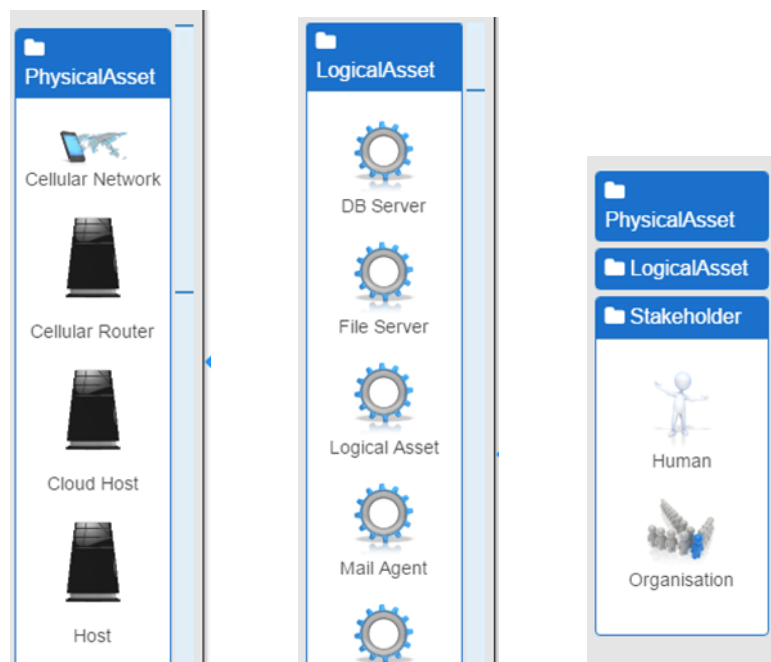 PhysicalAsset
Cellular Network
Cellular Router
Cloud Host
Host
LogicalAsset
DB Server
File Server
Logical Asset
Mail Agent
PhysicalAsset
LogicalAsset
Stakeholder
Human
Organisation